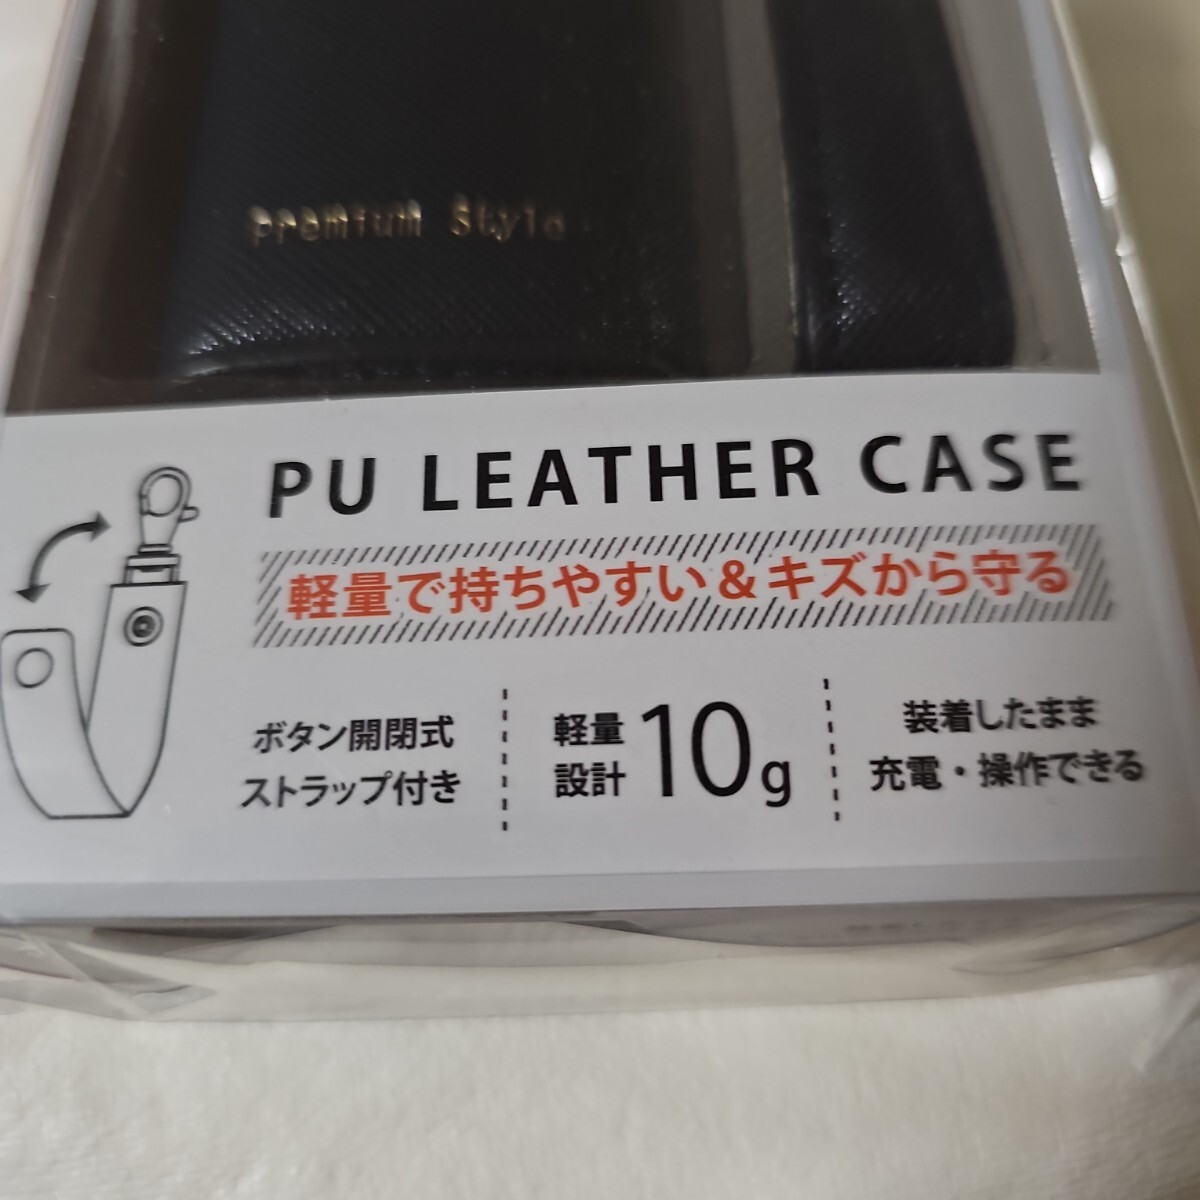 Premium Style
PU LEATHER CASE
軽量で持ちやすい&キズから守る
ボタン開閉式
ストラップ付き
軽量
設計 10g
装着したまま
充電・操作できる